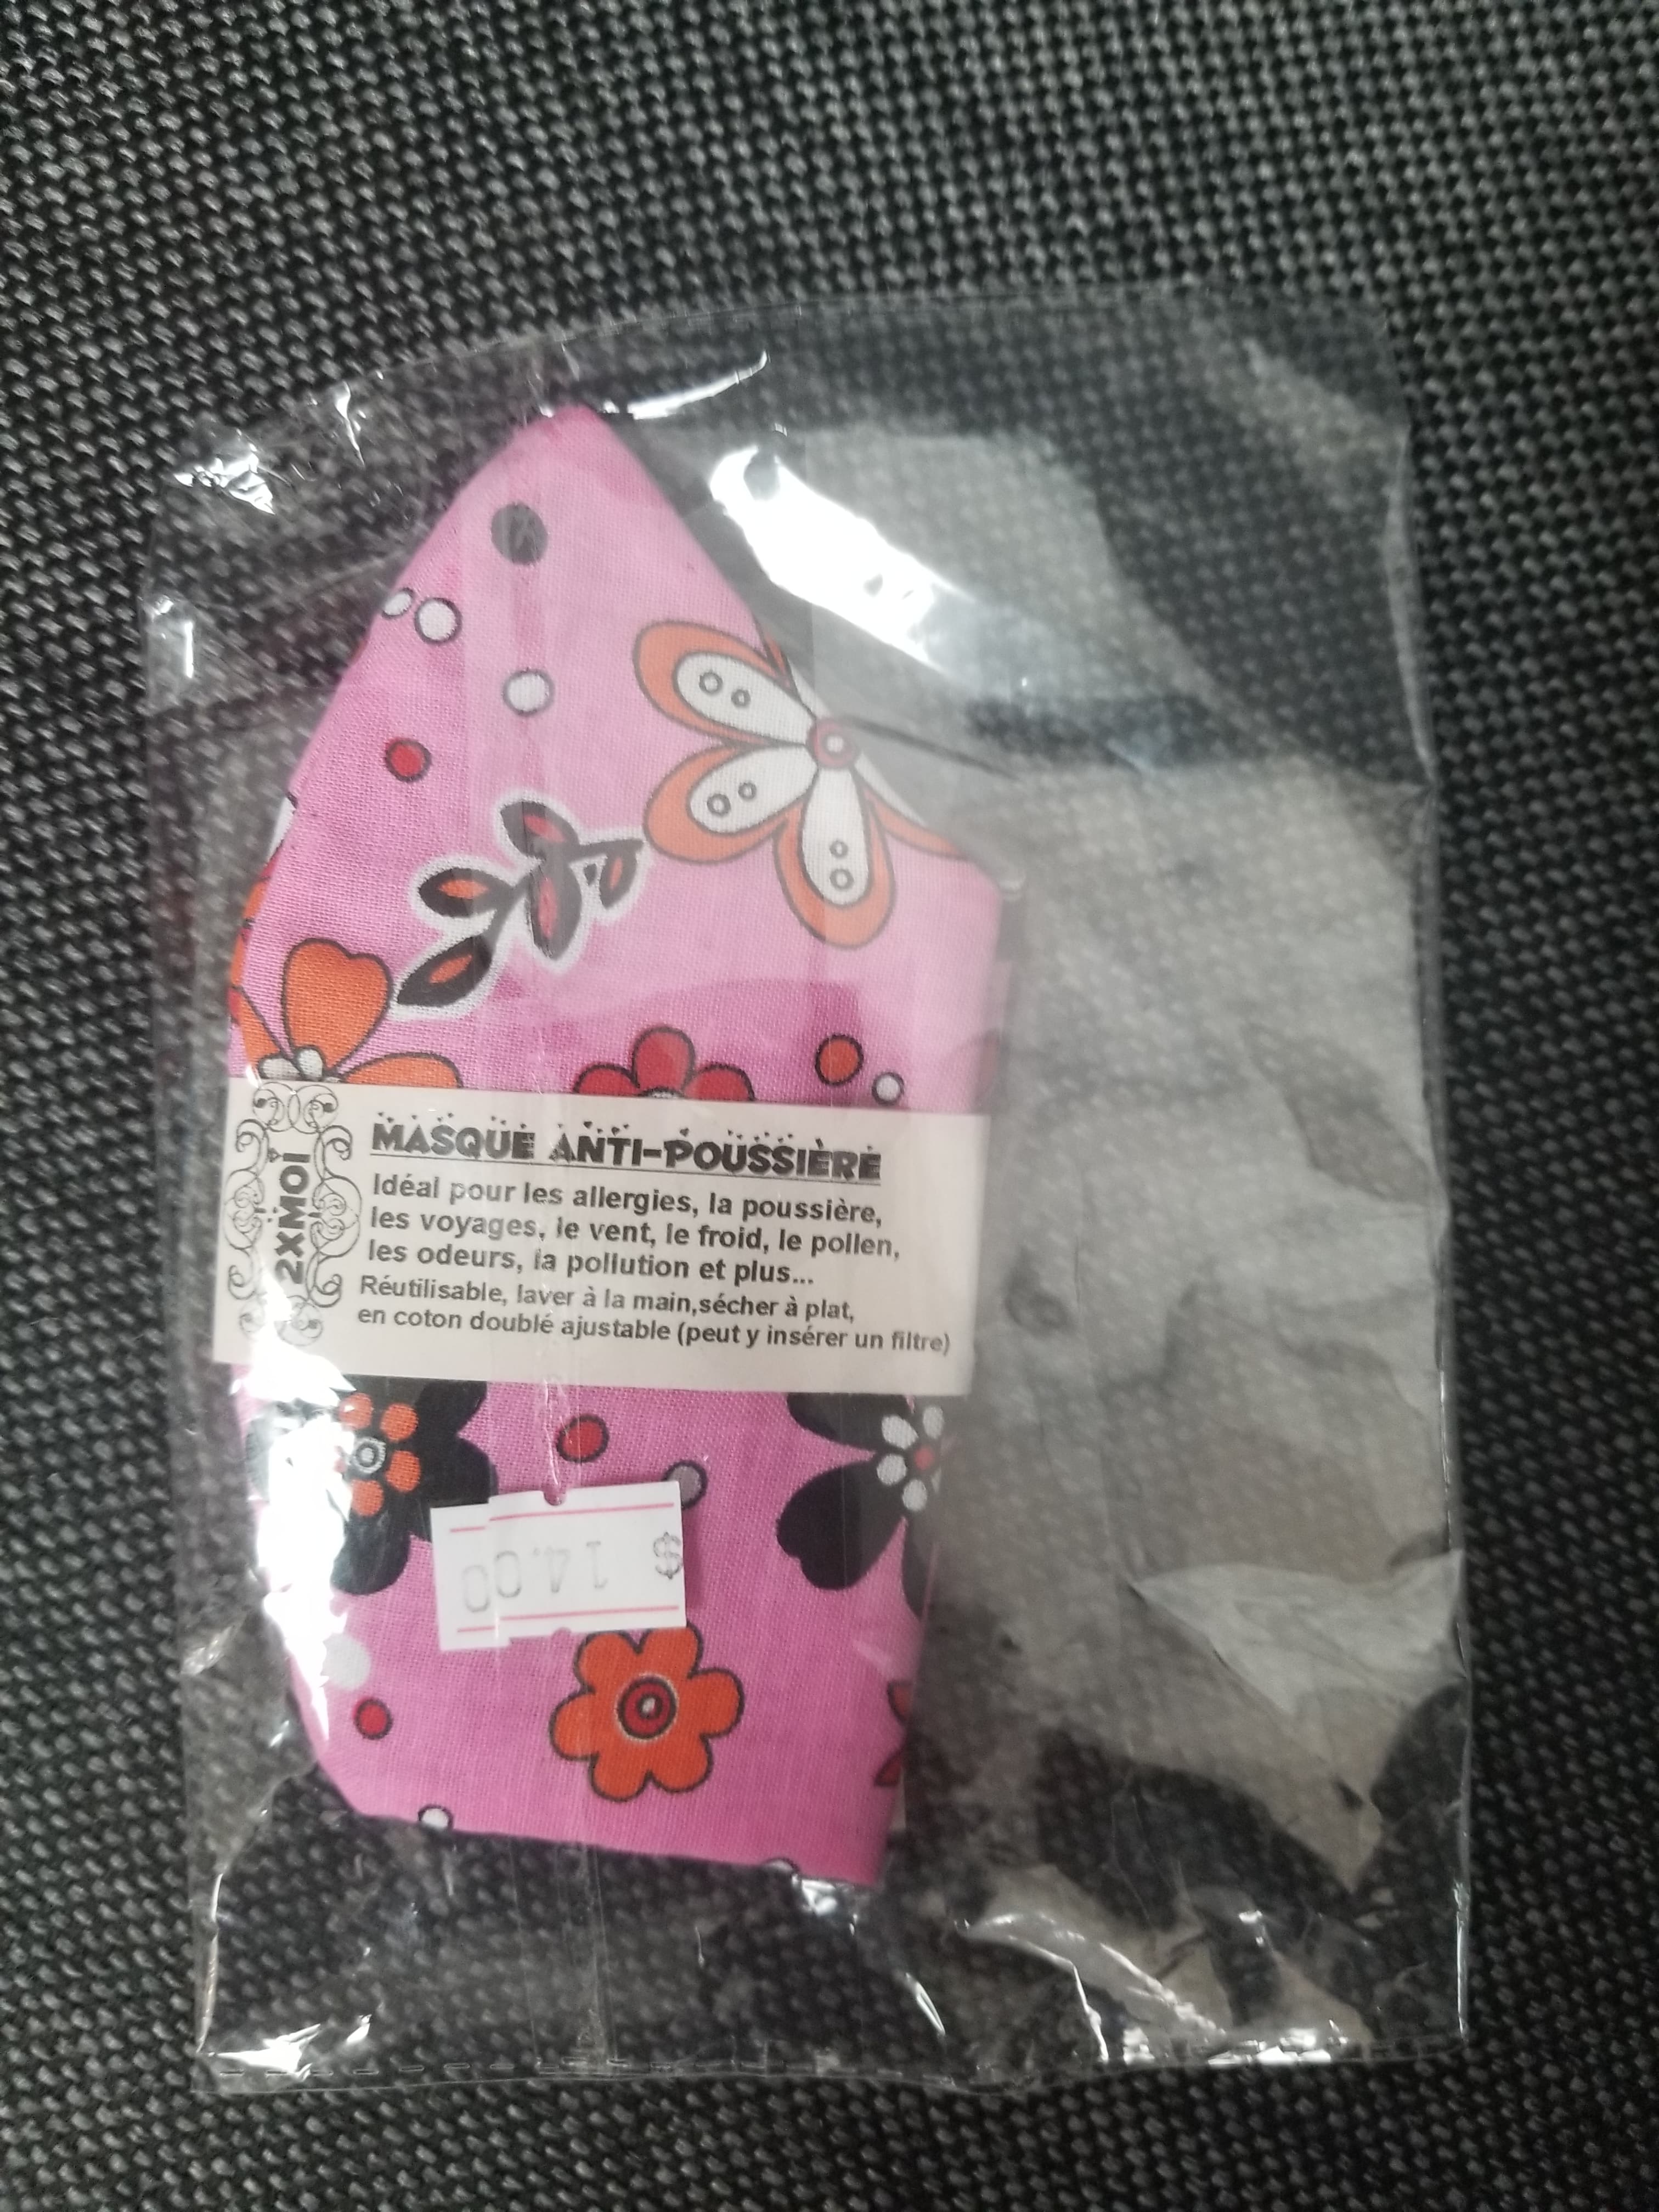 2XMOI
MASQUE ANTI-POUSSIÈRE
Idéal pour les allergies, la poussière,
les voyages, le vent, le froid, le pollen,
les odeurs, la pollution et plus...
Réutilisable, laver à la main,sécher à plat,
en coton doublé ajustable (peut y insérer un filtre)
$ 14.00